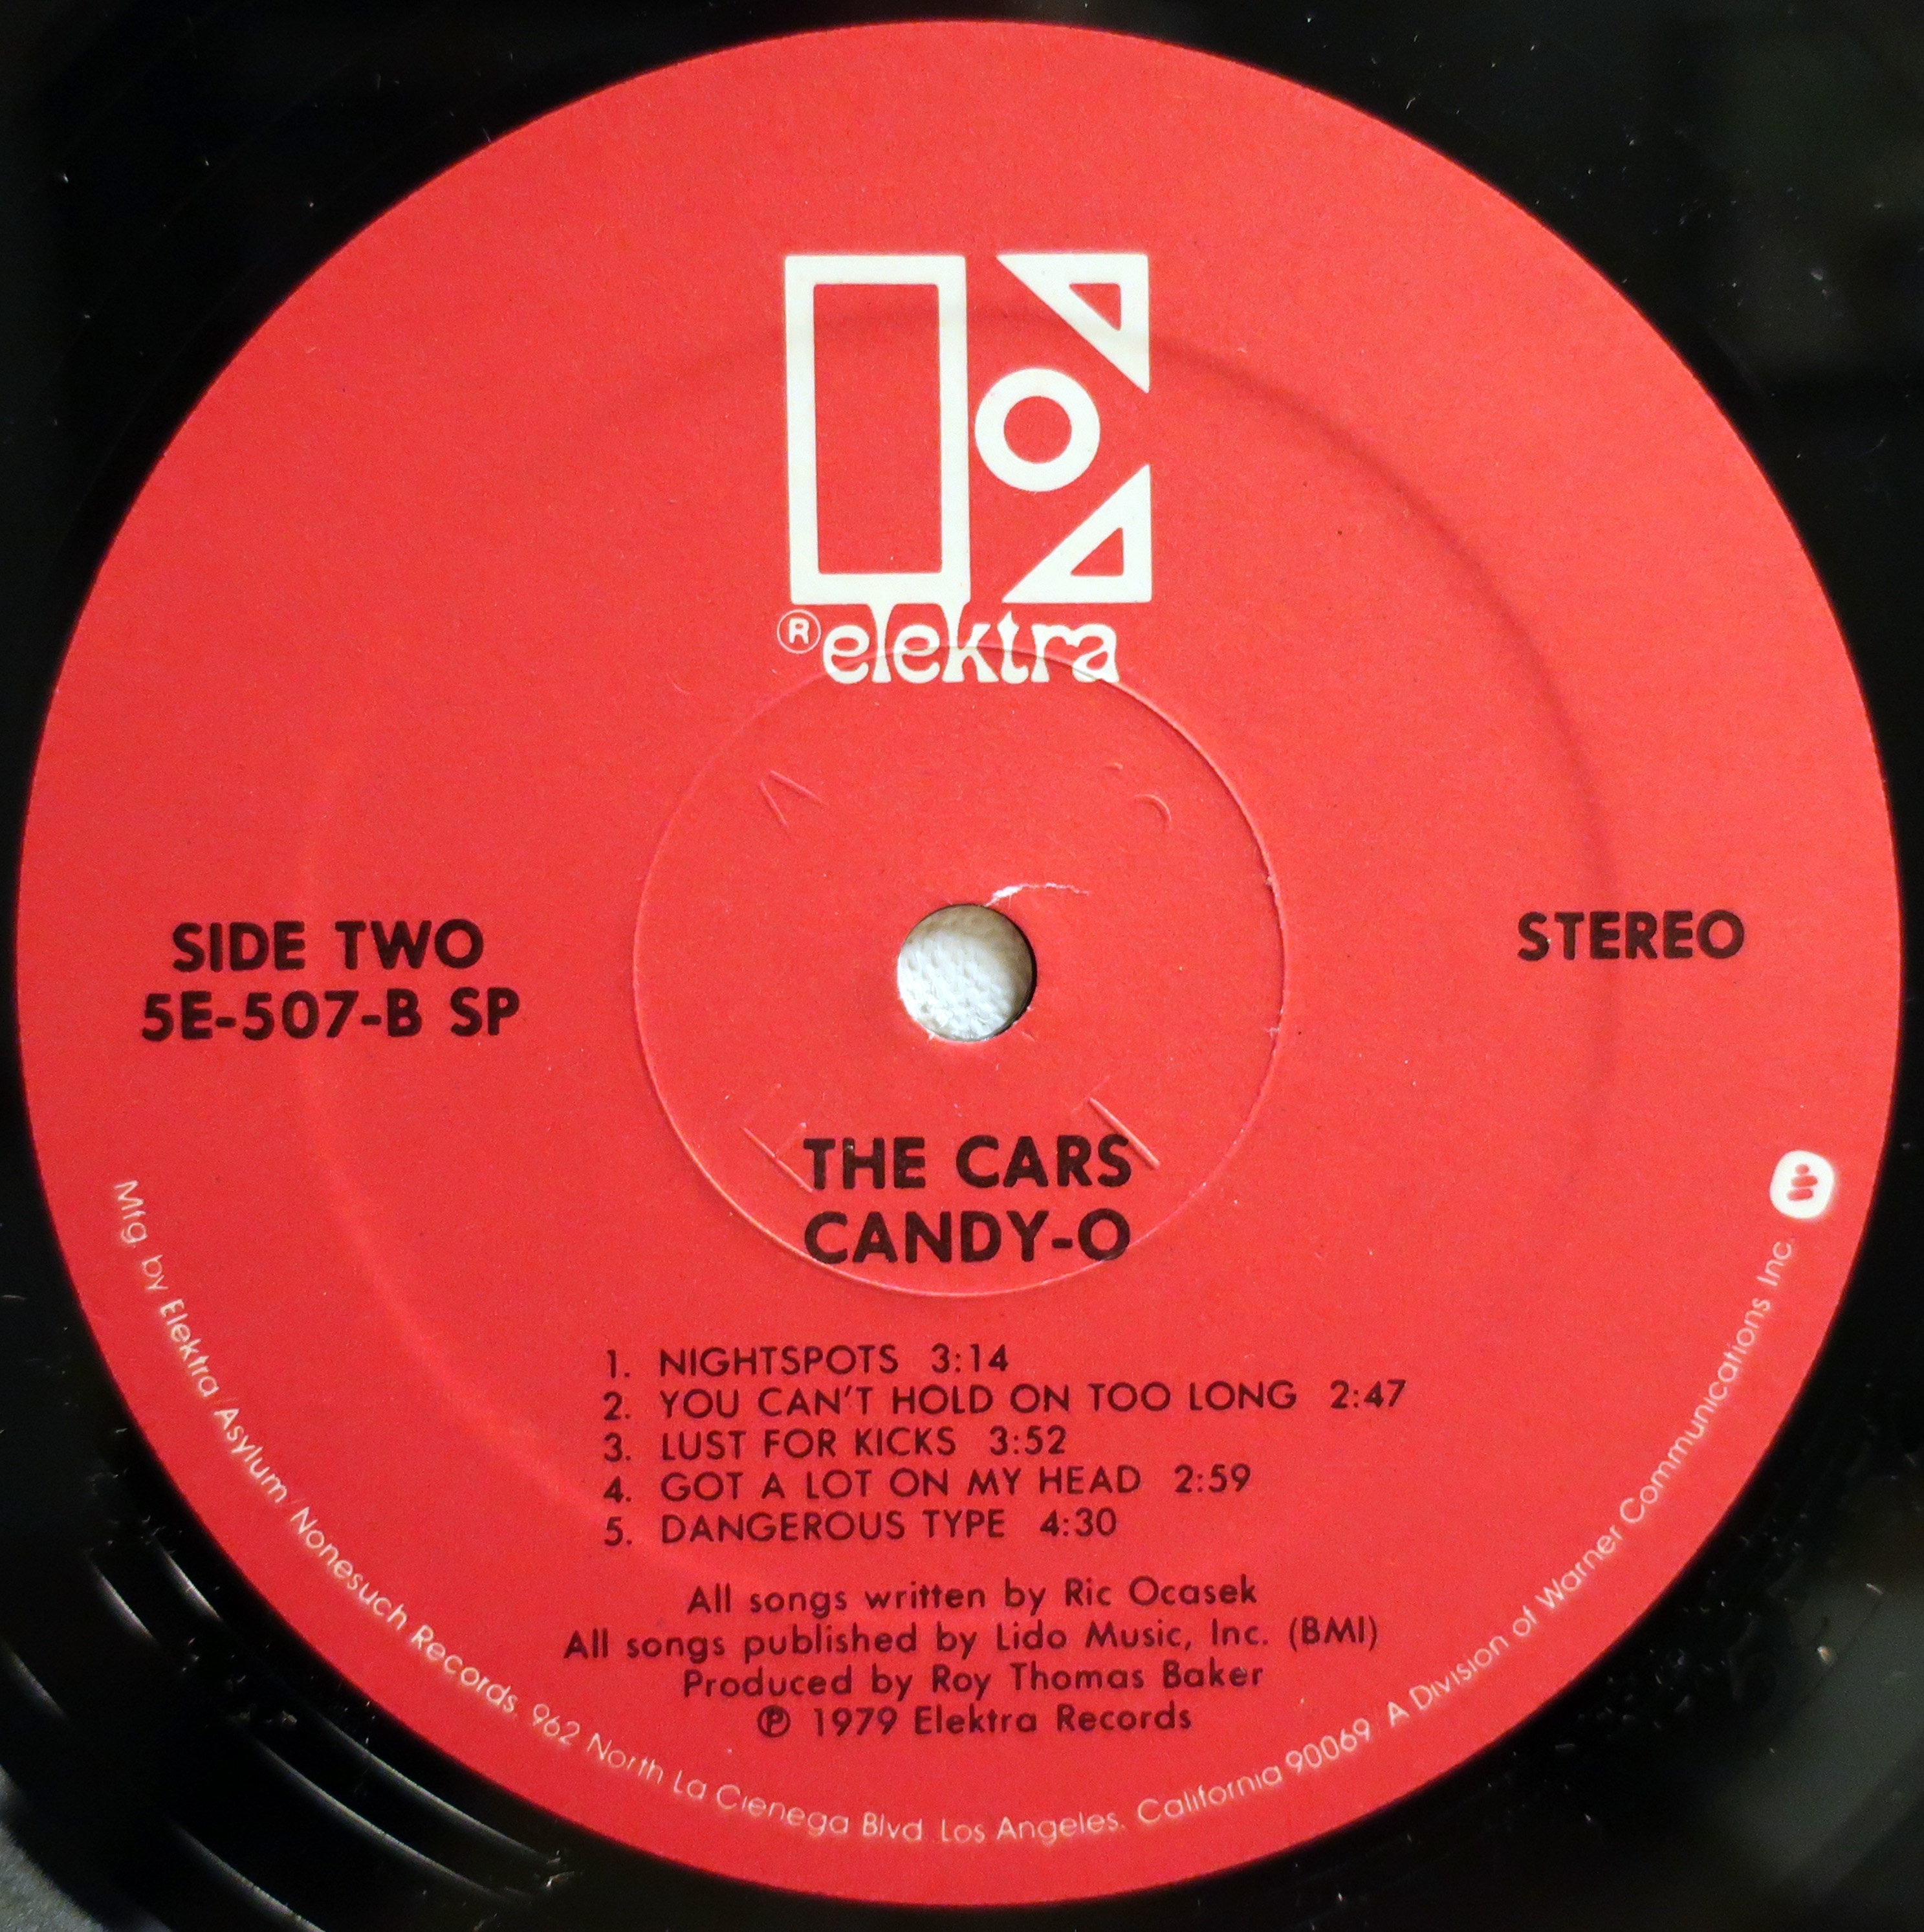 ® elektra
SIDE TWO
5E-507-B SP
STEREO
THE CARS
CANDY-O
1. NIGHTSPOTS 3:14
2. YOU CAN'T HOLD ON TOO LONG 2:47
3. LUST FOR KICKS 3:52
4. GOT A LOT ON MY HEAD 2:59
5. DANGEROUS TYPE 4:30
All songs written by Ric Ocasek
All songs published by Lido Music, Inc. (BMI)
Produced by Roy Thomas Baker
℗ 1979 Elektra Records
Mfg. by Elektra/Asylum/Nonesuch Records, 962 North La Cienega Blvd. Los Angeles, California 90069 A Division of Warner Communications Inc.